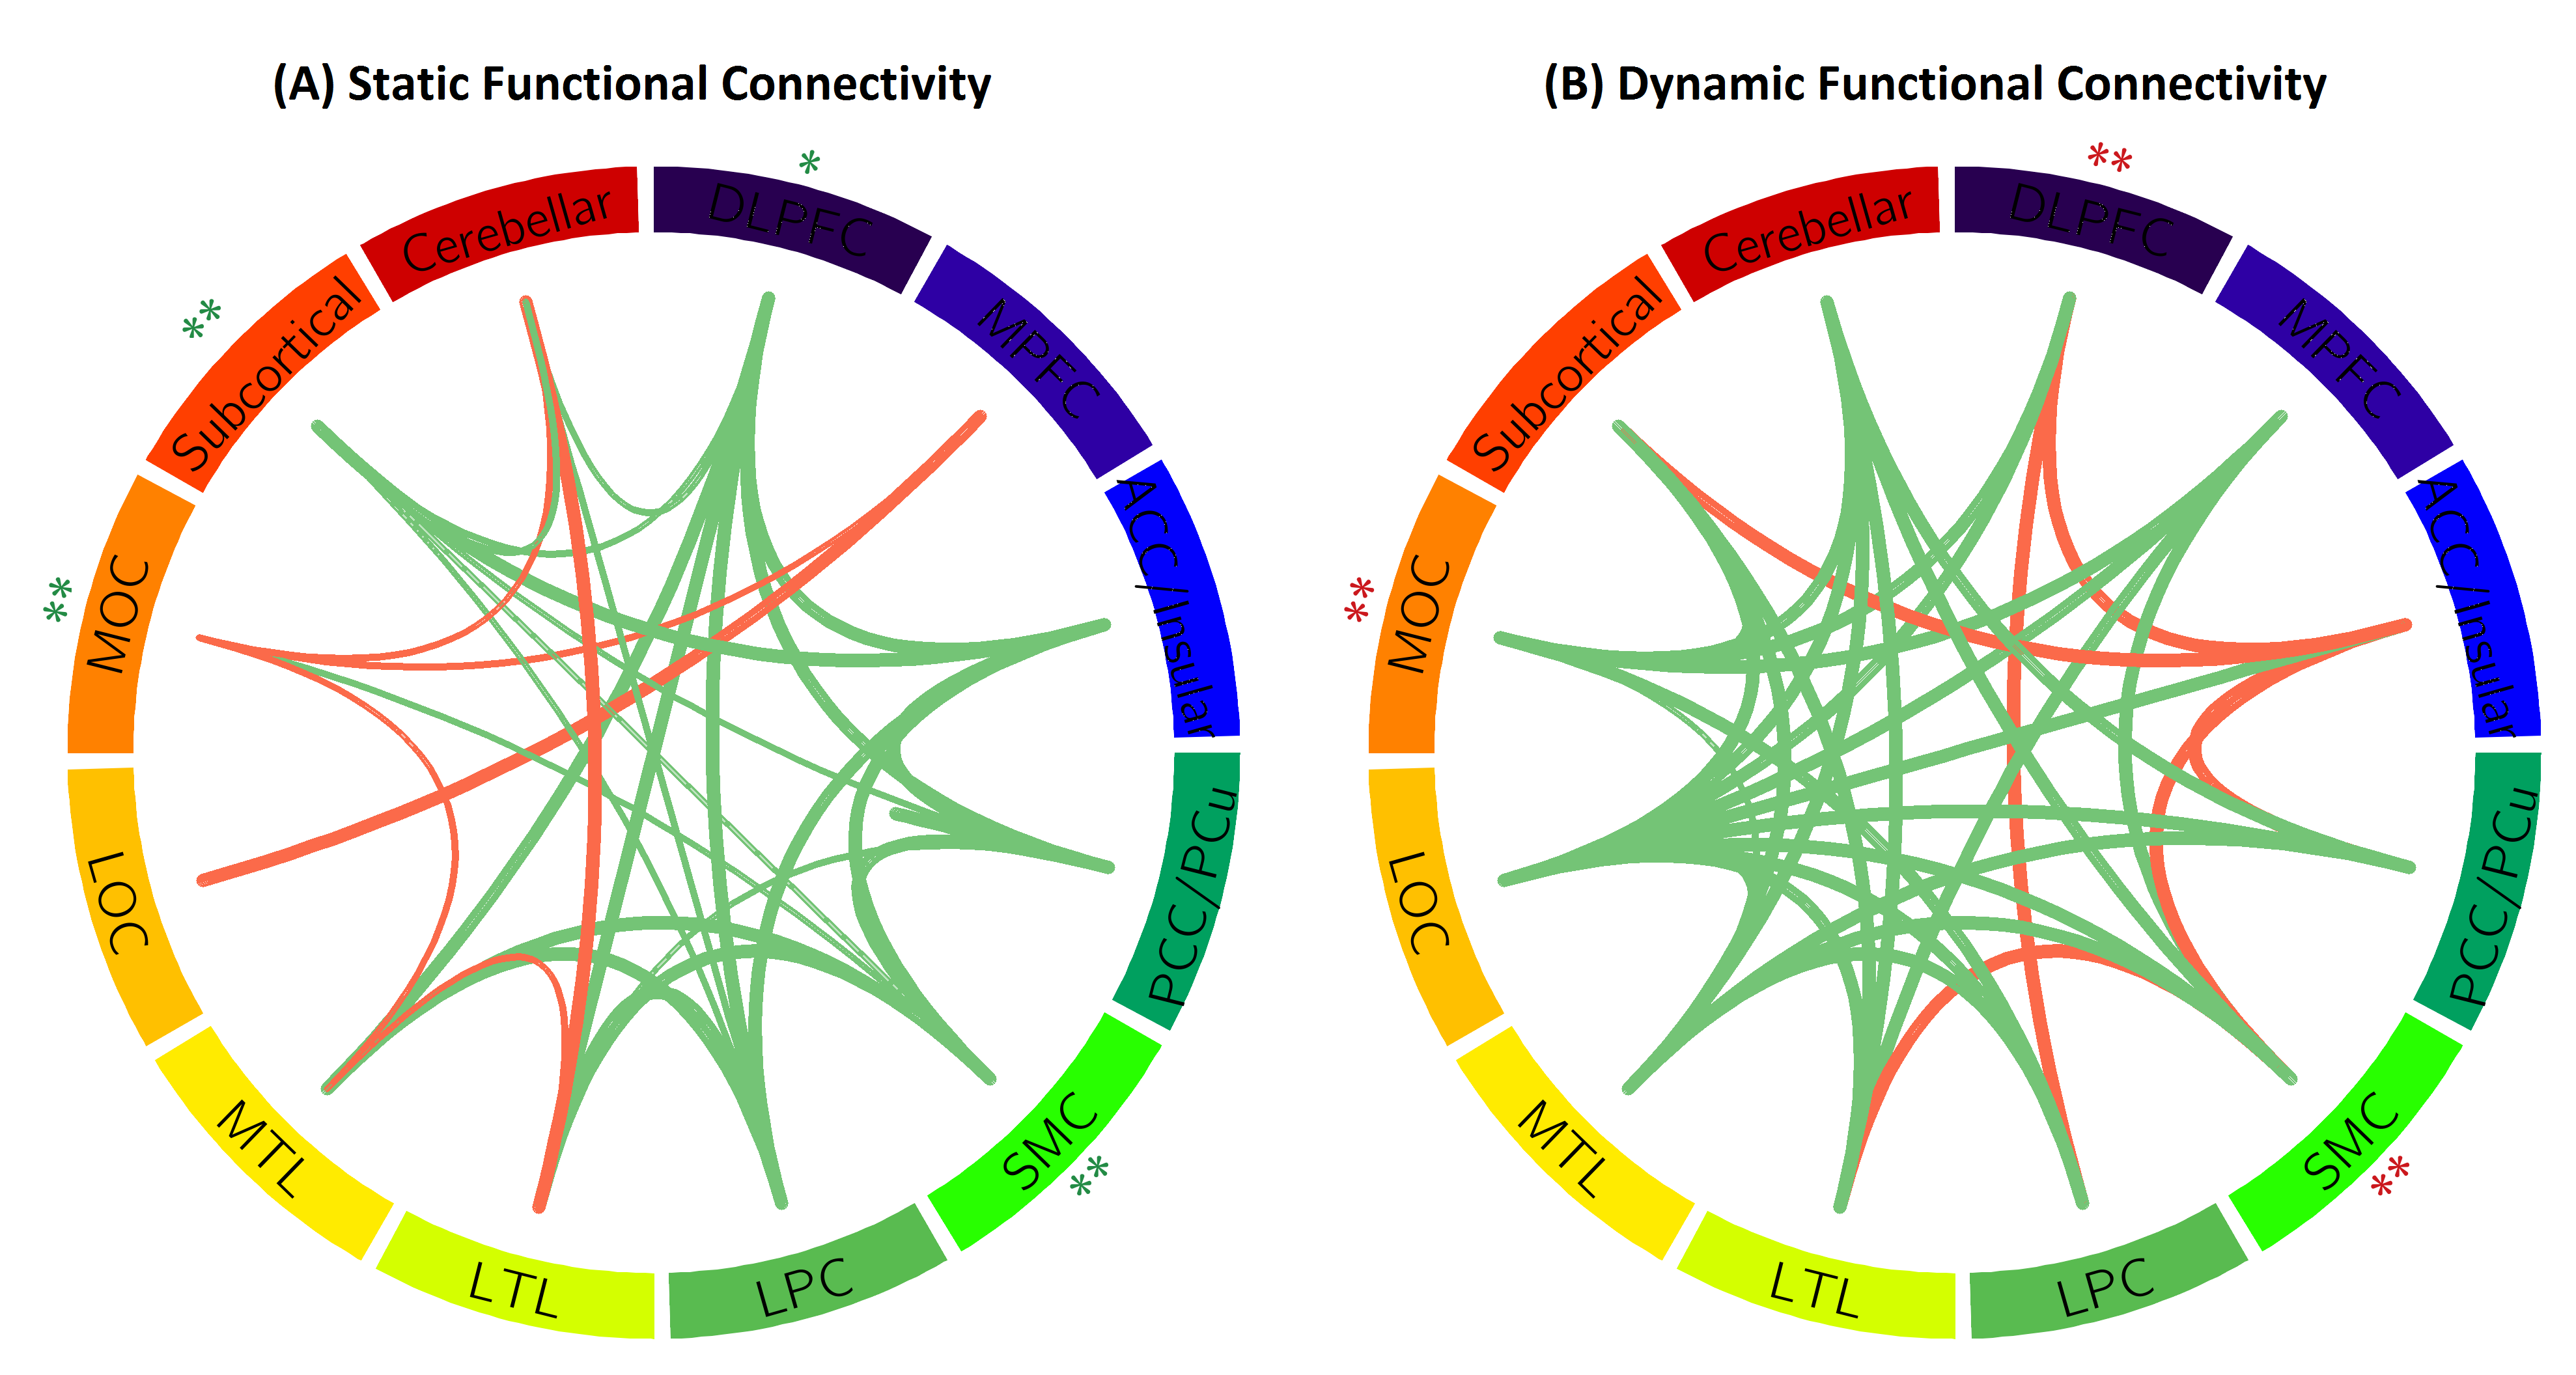 (A) Static Functional Connectivity
*
DLPFC
MPFC
ACC/Insular
PCC/PCu
SMC
**
LPC
LTL
MTL
LOC
MOC
**
Subcortical
**
Cerebellar
(B) Dynamic Functional Connectivity
**
DLPFC
MPFC
ACC/Insular
PCC/PCu
SMC
**
LPC
LTL
MTL
LOC
MOC
**
Subcortical
Cerebellar